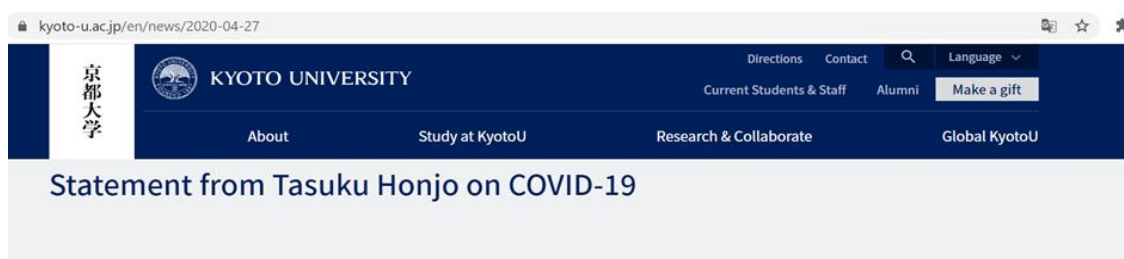 kyoto-u.ac.jp/en/news/2020-04-27
京都大学
KYOTO UNIVERSITY
Directions Contact Language
Current Students & Staff Alumni Make a gift
About Study at KyotoU Research & Collaborate Global KyotoU
Statement from Tasuku Honjo on COVID-19